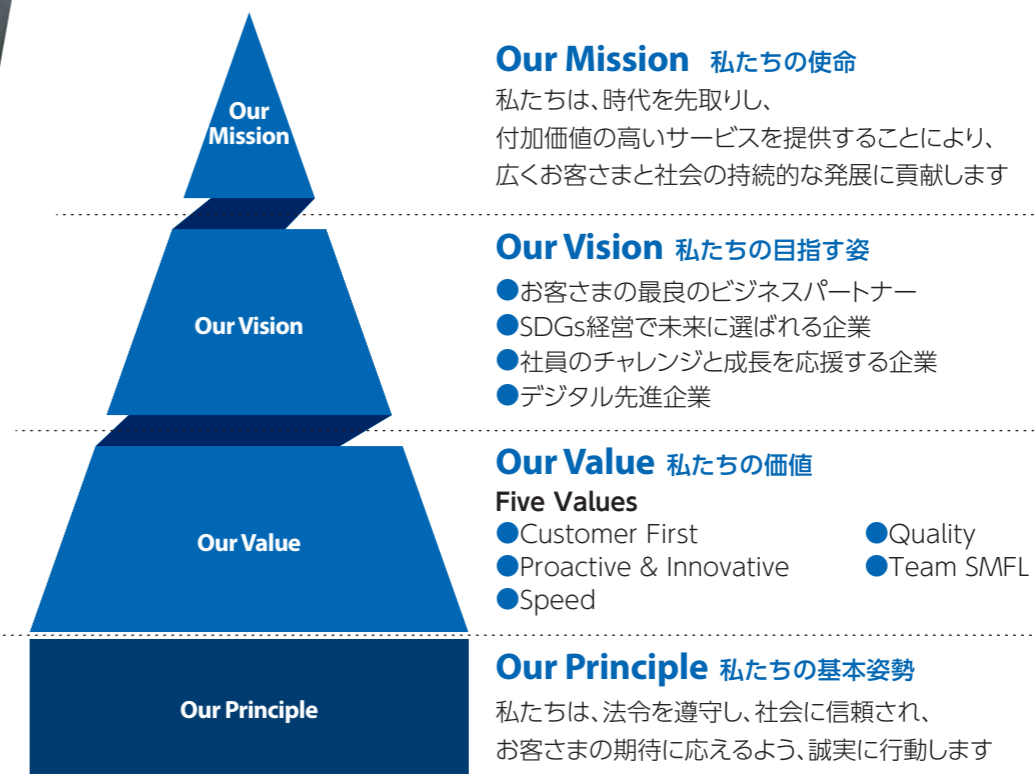 Our
Mission
Our Mission 私たちの使命
私たちは、時代を先取りし、
付加価値の高いサービスを提供することにより、
広くお客さまと社会の持続的な発展に貢献します
Our Vision
Our Vision 私たちの目指す姿
●お客さまの最良のビジネスパートナー
●SDGs経営で未来に選ばれる企業
●社員のチャレンジと成長を応援する企業
●デジタル先進企業
Our Value
Our Value 私たちの価値
Five Values
●Customer First ●Quality
●Proactive & Innovative ●Team SMFL
●Speed
Our Principle
Our Principle 私たちの基本姿勢
私たちは、法令を遵守し、社会に信頼され、
お客さまの期待に応えるよう、誠実に行動します